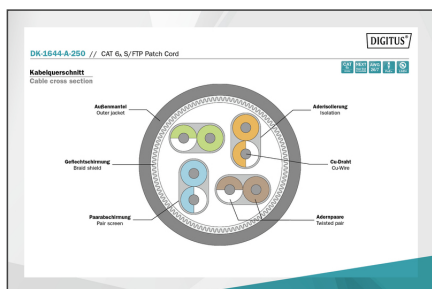 DIGITUS®
DK-1644-A-250 // CAT 6A S/FTP Patch Cord
Kabelquerschnitt
Cable cross section
Außenmantel
Outer jacket
Aderisolierung
Isolation
Geflechtschirmung
Braid shield
Cu-Draht
Cu-Wire
Paarabschirmung
Pair screen
Adernpaare
Twisted pair